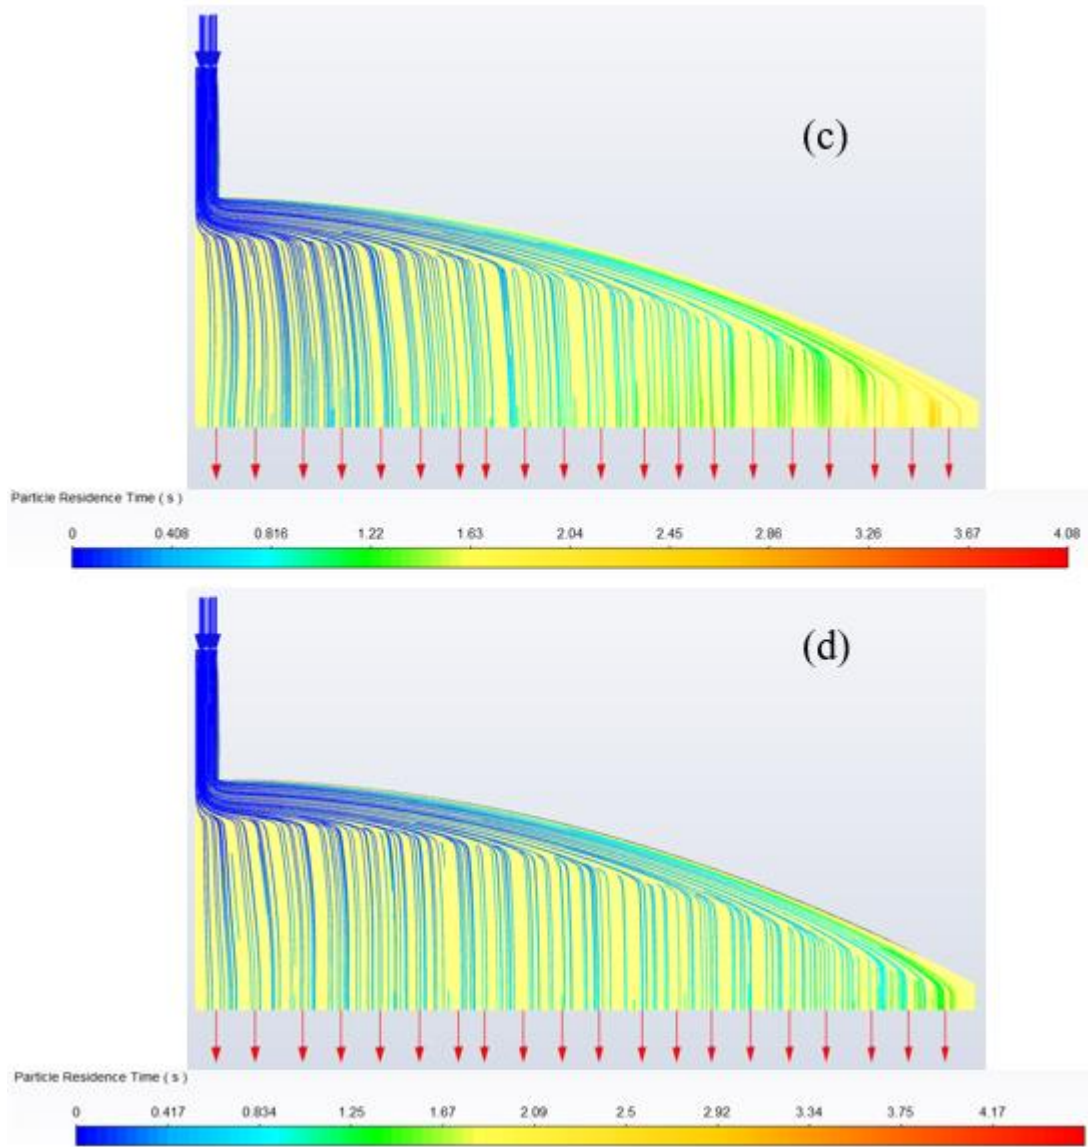 (c)
Particle Residence Time ( s )
0 0.408 0.816 1.22 1.63 2.04 2.45 2.86 3.26 3.67 4.08
(d)
Particle Residence Time ( s )
0 0.417 0.834 1.25 1.67 2.09 2.5 2.92 3.34 3.75 4.17